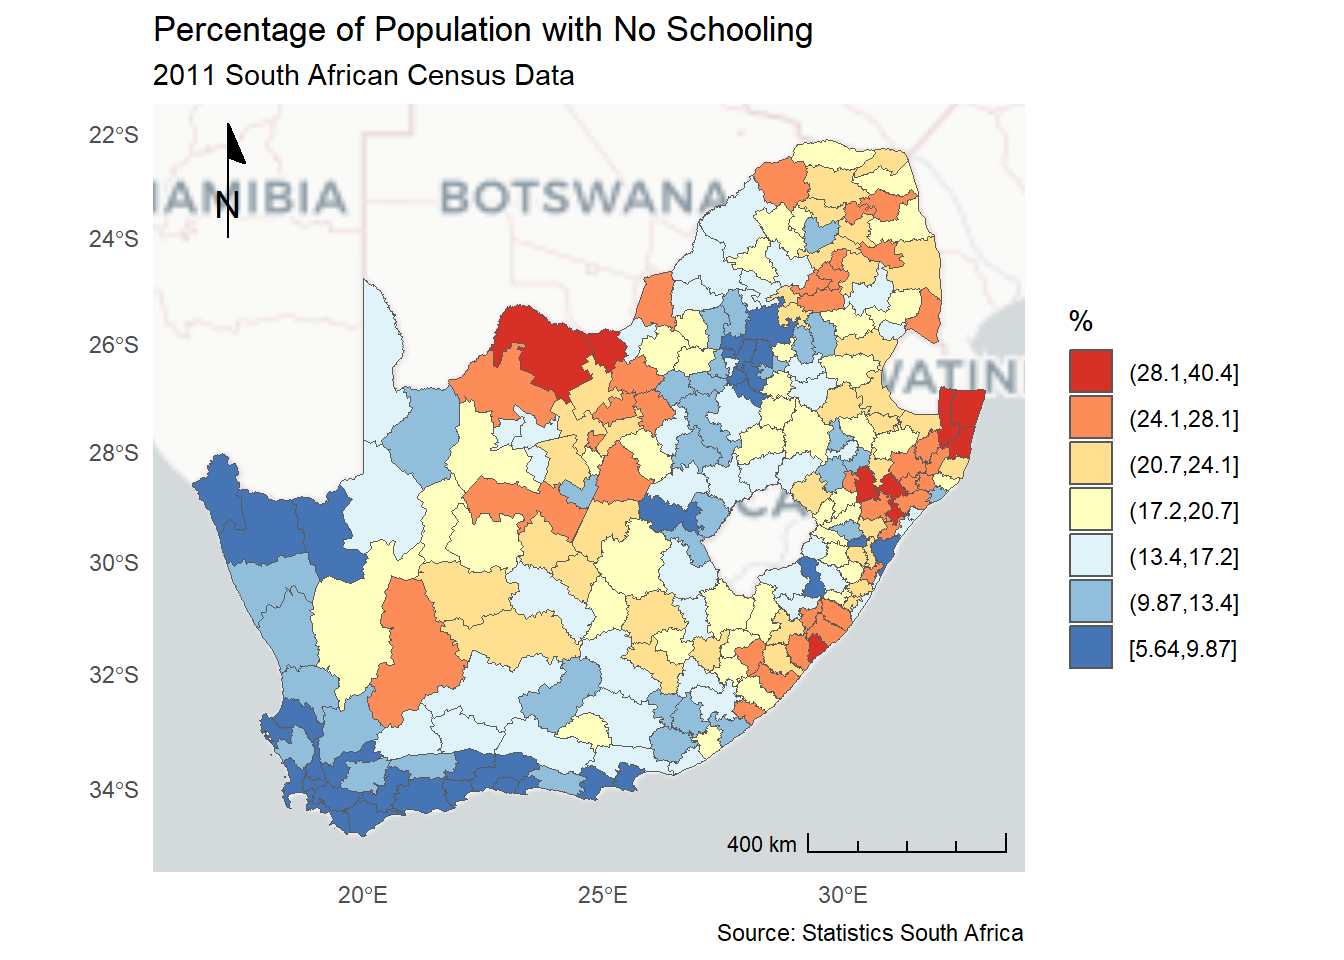 Percentage of Population with No Schooling
2011 South African Census Data
22°S
24°S
26°S
28°S
30°S
32°S
34°S
N
AMIBIA
BOTSWANA
WATINI
CA
400 km
20°E
25°E
30°E
%
(28.1,40.4]
(24.1,28.1]
(20.7,24.1]
(17.2,20.7]
(13.4,17.2]
(9.87,13.4]
[5.64,9.87]
Source: Statistics South Africa